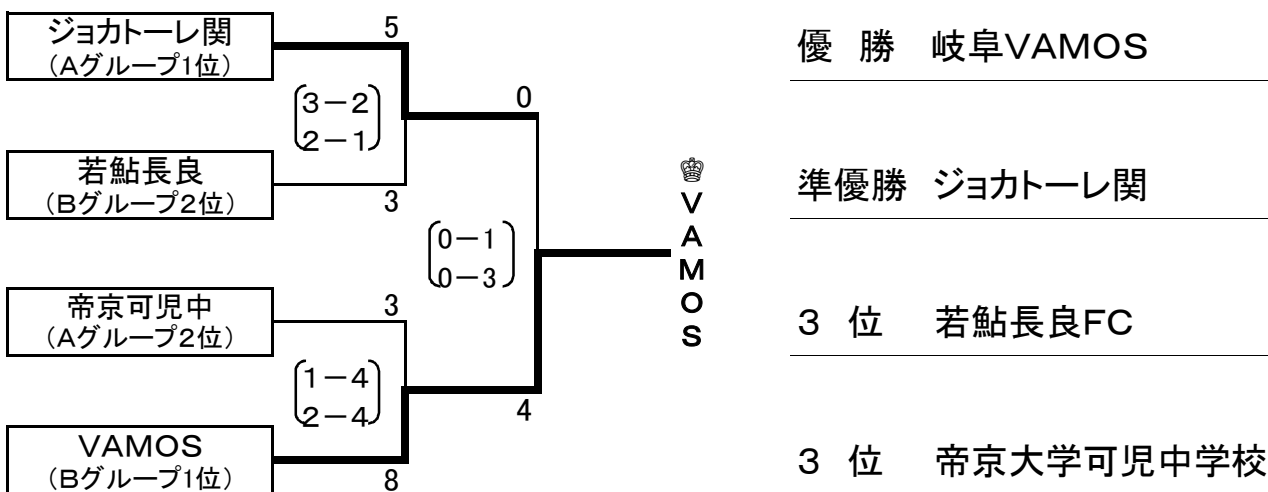 ジョカトーレ関
（Aグループ1位）
5
3－2
2－1
若鮎長良
（Bグループ2位）
3
0
0－1
0－3
帝京可児中
（Aグループ2位）
3
1－4
2－4
VAMOS
（Bグループ1位）
8
4
♔
V
A
M
O
S
優　勝　岐阜VAMOS
準優勝　ジョカトーレ関
3　位　若鮎長良FC
3　位　帝京大学可児中学校